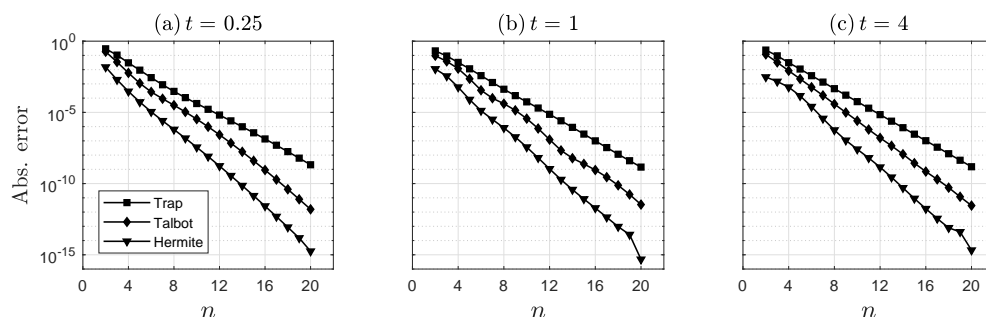 (a) t = 0.25
(b) t = 1
(c) t = 4
Abs. error
10^0
10^-5
10^-10
10^-15
Trap
Talbot
Hermite
0 4 8 12 16 20
0 4 8 12 16 20
0 4 8 12 16 20
n
n
n